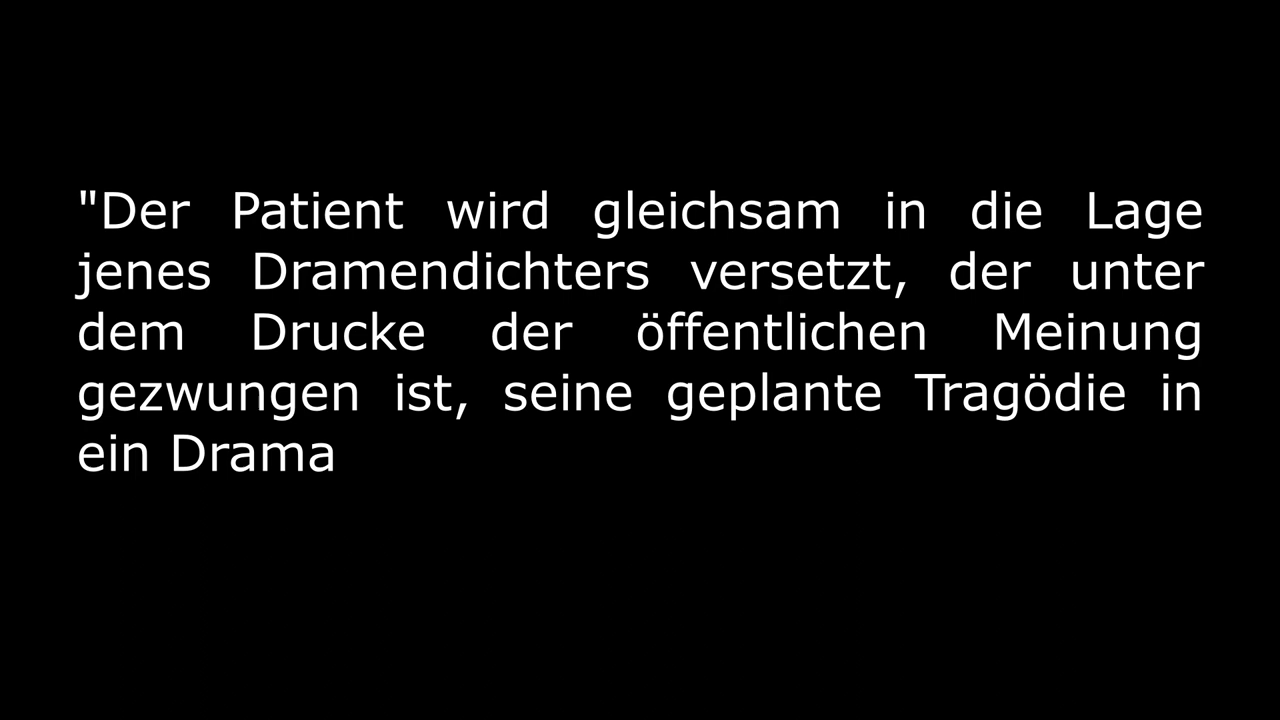 "Der Patient wird gleichsam in die Lage
jenes Dramendichters versetzt, der unter
dem Drucke der öffentlichen Meinung
gezwungen ist, seine geplante Tragödie in
ein Drama